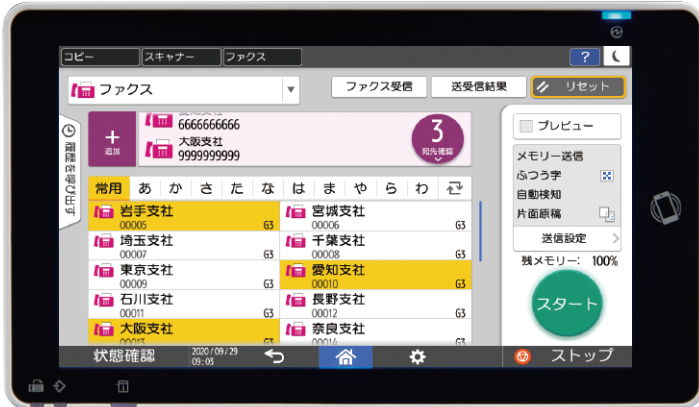 コピー
スキャナー
ファクス
?
ファクス
ファクス受信
送受信結果
リセット
履歴を呼び出す
+
追加
6666666666
大阪支社
9999999999
3
宛先確認
プレビュー
メモリー送信
ふつう字
自動検知
片面原稿
送信設定
残メモリー: 100%
スタート
常用 あ か さ た な は ま や ら わ
岩手支社
00005 G3
宮城支社
00006 G3
埼玉支社
00007 G3
千葉支社
00008 G3
東京支社
00009 G3
愛知支社
00010 G3
石川支社
00011 G3
長野支社
00012 G3
大阪支社
00013 G3
奈良支社
00014 G3
状態確認
2020/09/29
09:03
ストップ